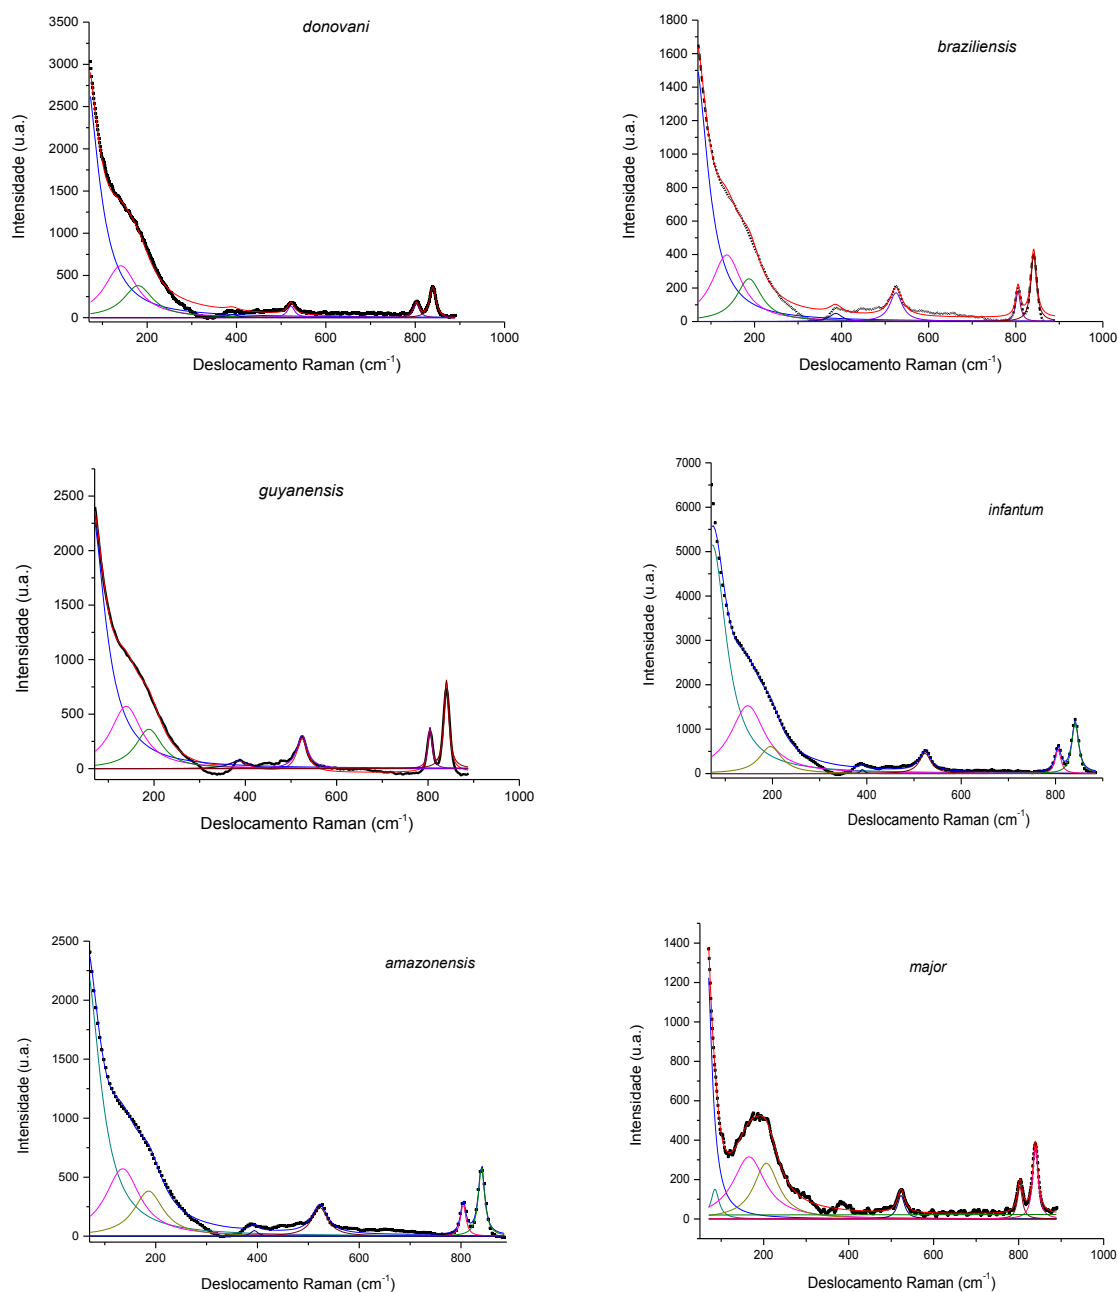 donovani
3500
3000
2500
2000
1500
1000
500
0
Intensidade (u.a.)
200 400 600 800 1000
Deslocamento Raman (cm⁻¹)
braziliensis
1800
1600
1400
1200
1000
800
600
400
200
0
Intensidade (u.a.)
200 400 600 800 1000
Deslocamento Raman (cm⁻¹)
guyanensis
2500
2000
1500
1000
500
0
Intensidade (u.a.)
200 400 600 800 1000
Deslocamento Raman (cm⁻¹)
infantum
7000
6000
5000
4000
3000
2000
1000
0
Intensidade (u.a.)
200 400 600 800
Deslocamento Raman (cm⁻¹)
amazonensis
2500
2000
1500
1000
500
0
Intensidade (u.a.)
200 400 600 800
Deslocamento Raman (cm⁻¹)
major
1400
1200
1000
800
600
400
200
0
Intensidade (u.a.)
200 400 600 800 1000
Deslocamento Raman (cm⁻¹)